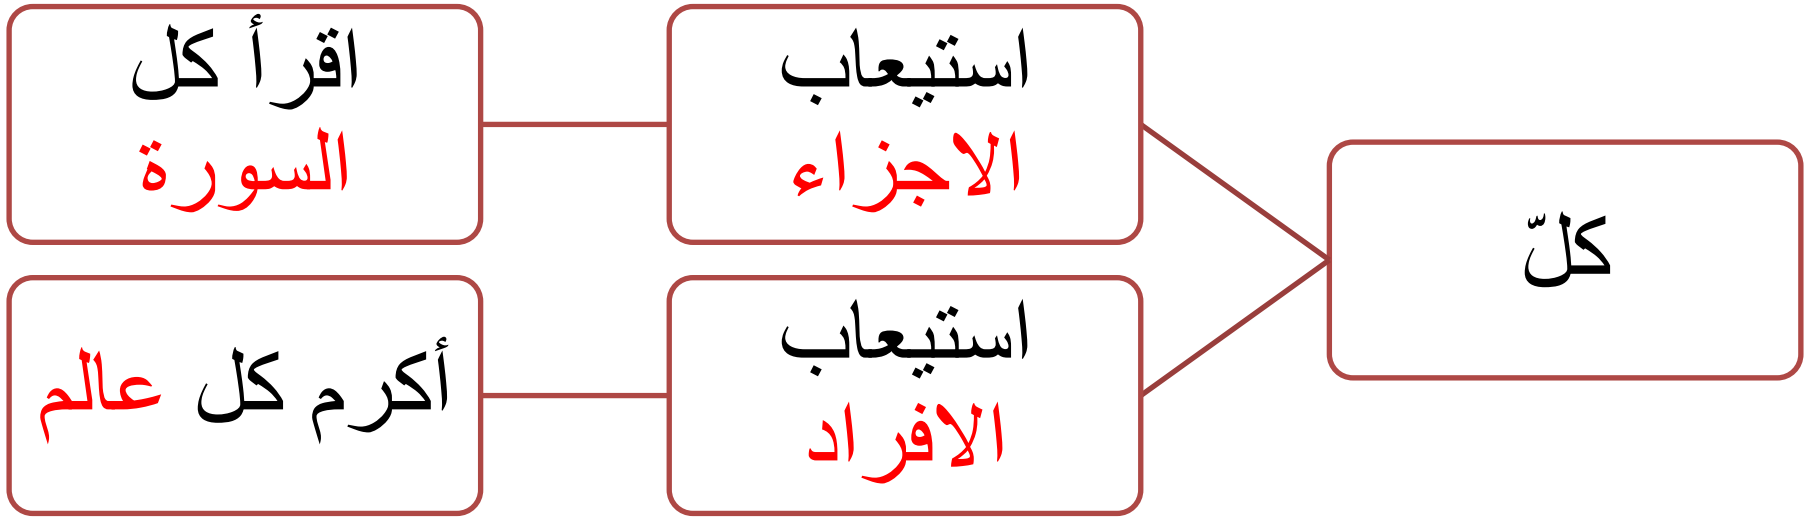 كلّ
استيعاب
الاجزاء
اقرأ كل
السورة
استيعاب
الافراد
أكرم كل عالم